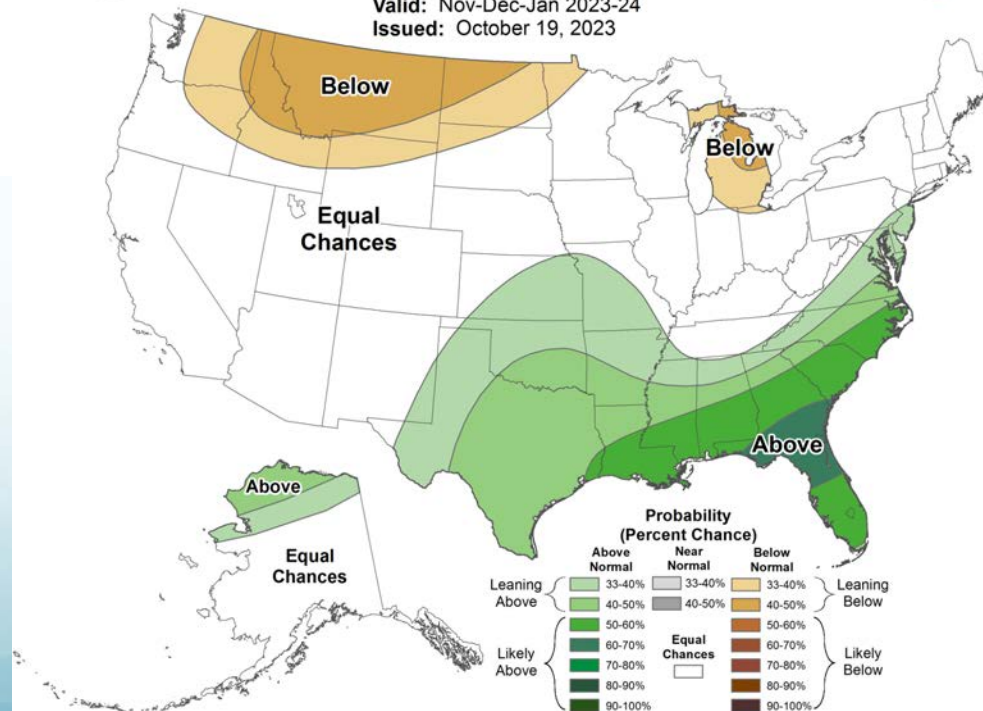 Valid: Nov-Dec-Jan 2023-24
Issued: October 19, 2023
Below
Below
Equal
Chances
Above
Above
Equal
Chances
Probability
(Percent Chance)
Above
Normal
Near
Normal
Below
Normal
Leaning
Above
33-40%
33-40%
33-40%
Leaning
Below
40-50%
40-50%
40-50%
Likely
Above
50-60%
60-70%
70-80%
80-90%
90-100%
Equal
Chances
50-60%
60-70%
70-80%
80-90%
90-100%
Likely
Below